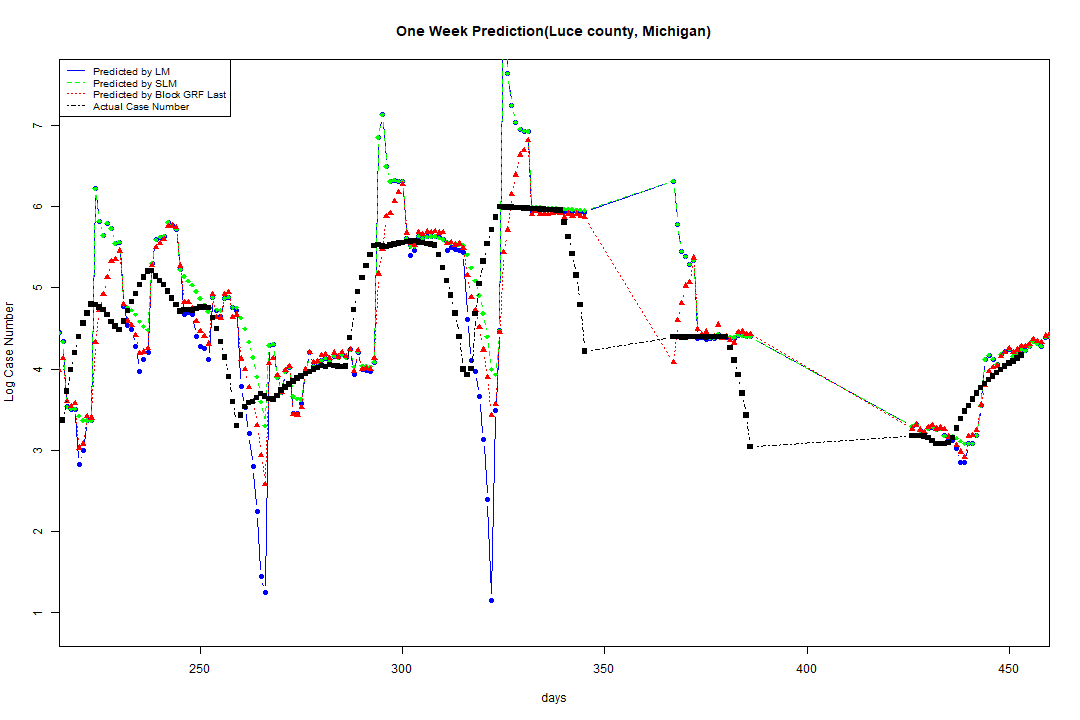 One Week Prediction(Luce county, Michigan)
Predicted by LM
Predicted by SLM
Predicted by Block GRF Last
Actual Case Number
Log Case Number
7
6
5
4
3
2
1
250 300 350 400 450
days